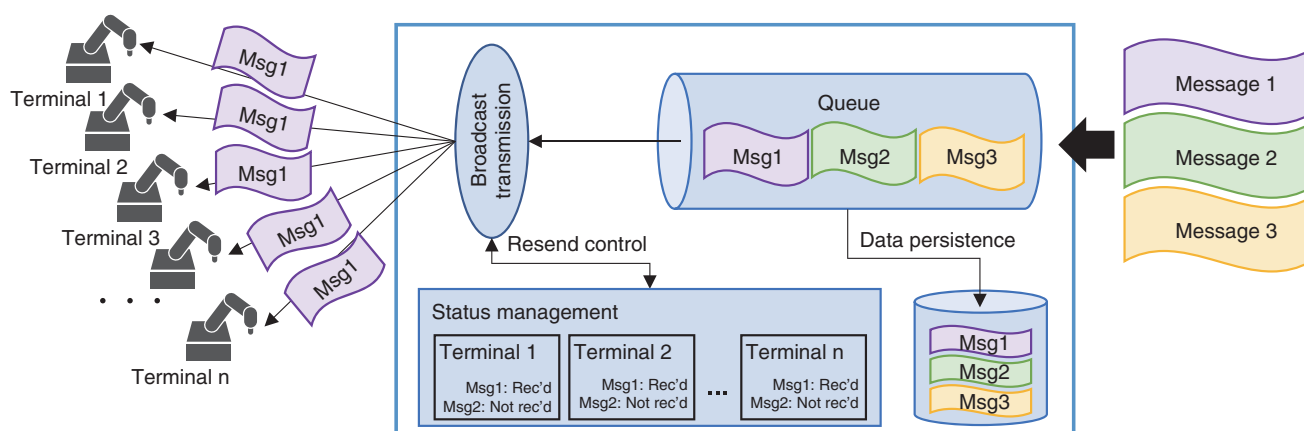 Terminal 1
Terminal 2
Terminal 3
. . .
Terminal n
Msg1
Msg1
Msg1
Msg1
Msg1
Broadcast
transmission
Queue
Msg1 Msg2 Msg3
Message 1
Message 2
Message 3
Resend control
Data persistence
Status management
Terminal 1
Msg1: Rec'd
Msg2: Not rec'd
Terminal 2
Msg1: Rec'd
Msg2: Not rec'd
...
Terminal n
Msg1: Rec'd
Msg2: Not rec'd
Msg1
Msg2
Msg3